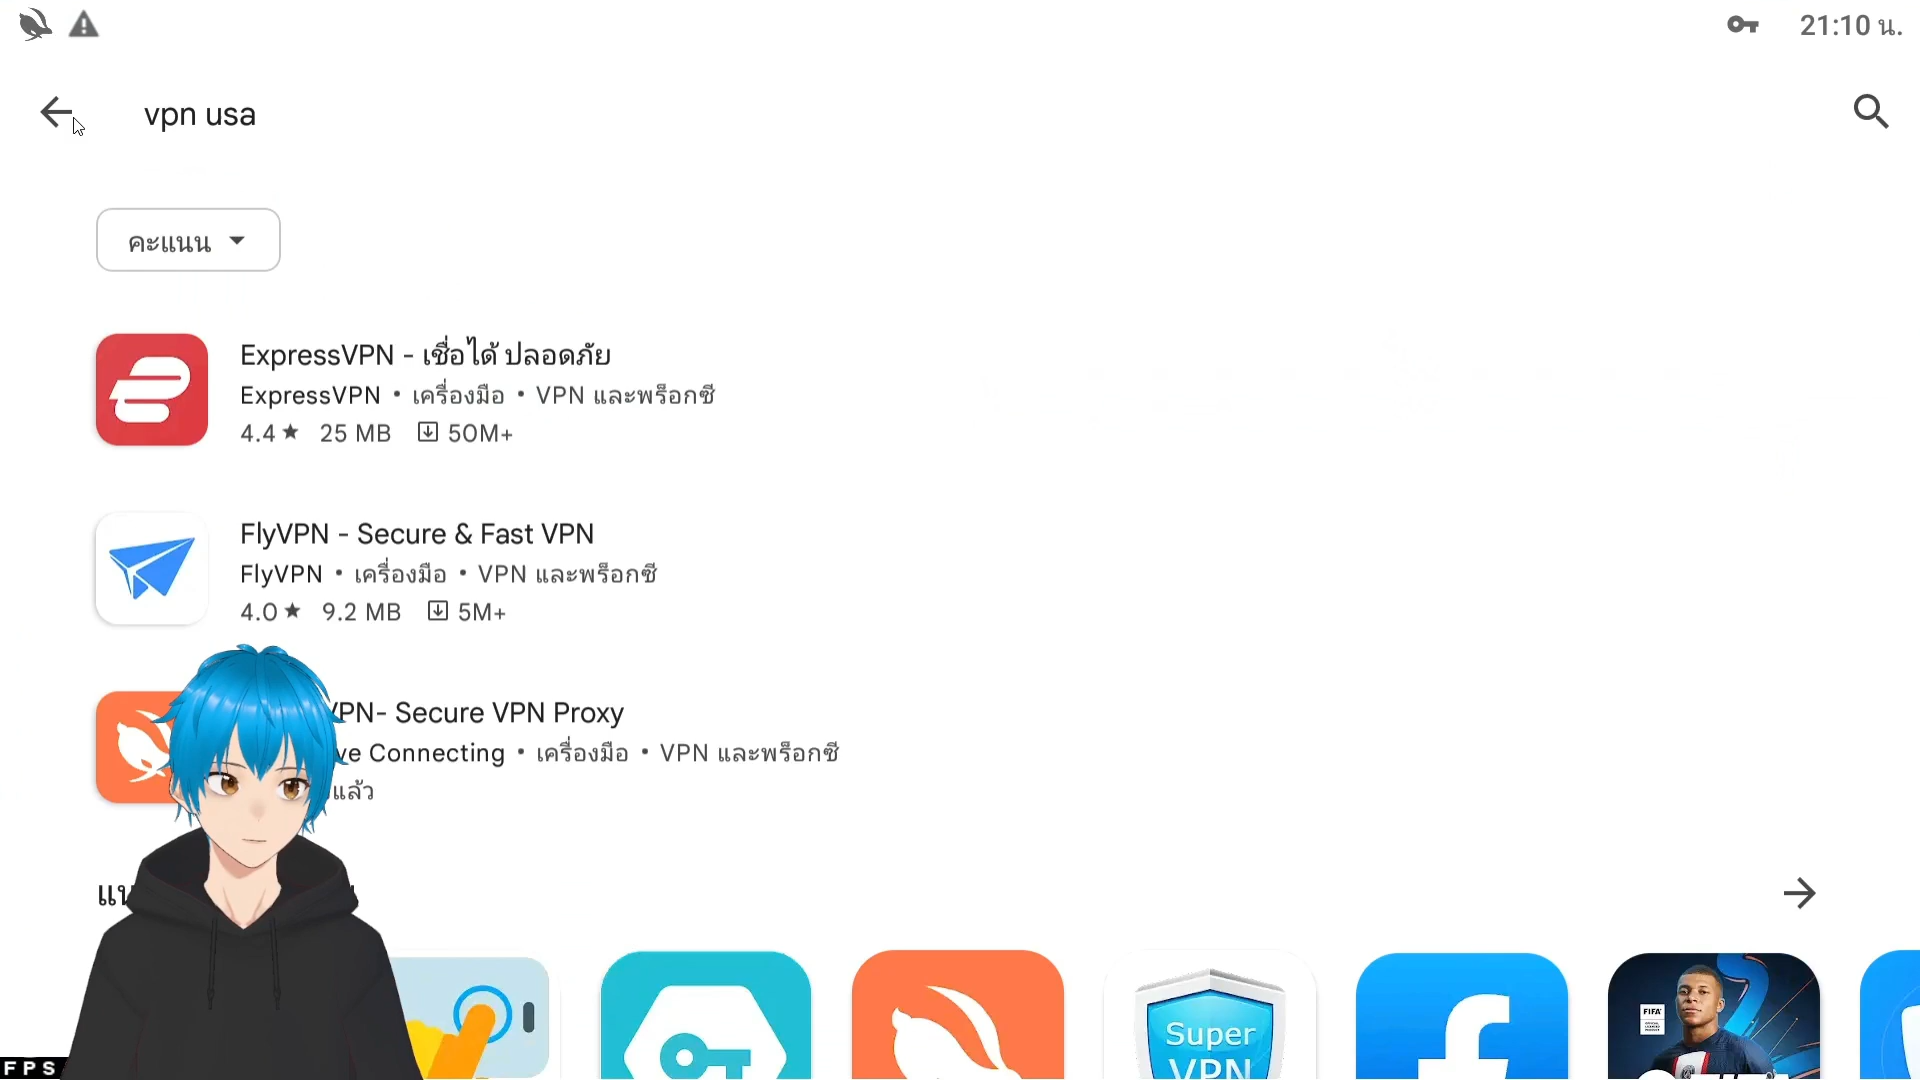 21:10 น.
vpn usa
คะแนน
ExpressVPN - เชื่อได้ ปลอดภัย
ExpressVPN • เครื่องมือ • VPN และพร็อกซี
4.4 ★ 25 MB 50M+
FlyVPN - Secure & Fast VPN
FlyVPN • เครื่องมือ • VPN และพร็อกซี
4.0 ★ 9.2 MB 5M+
VPN- Secure VPN Proxy
Connecting • เครื่องมือ • VPN และพร็อกซี
แล้ว
Super
VPN
FIFA
FPS